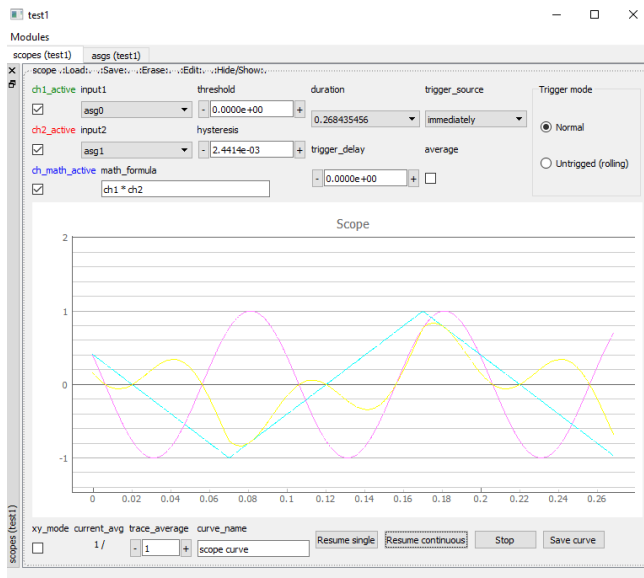 test1
Modules
scopes (test1) asgs (test1)
scope .:Load:. .:Save:. .:Erase:. .:Edit:. .:Hide/Show:.
ch1_active input1 threshold duration trigger_source Trigger mode
asg0 - 0.0000e+00 + 0.268435456 immediately Normal
ch2_active input2 hysteresis
asg1 - 2.4414e-03 + trigger_delay average Untrigged (rolling)
ch_math_active math_formula
ch1 * ch2 - 0.0000e+00 +
Scope
2
1
0
-1
0 0.02 0.04 0.06 0.08 0.1 0.12 0.14 0.16 0.18 0.2 0.22 0.24 0.26
xy_mode current_avg trace_average curve_name
1 / - 1 + scope curve Resume single Resume continuous Stop Save curve
scopes (test1)